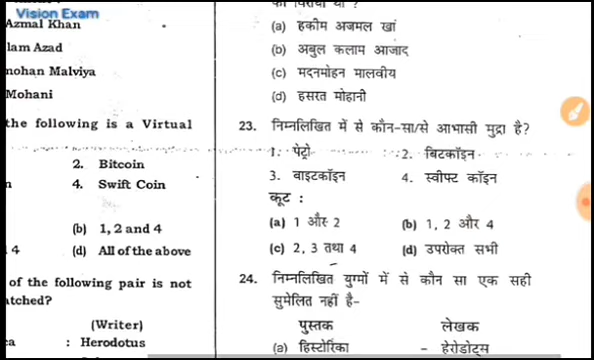 Vision Exam
Azmal Khan
lam Azad
nohan Malviya
Mohani
the following is a Virtual
2. Bitcoin
n 4. Swift Coin
(b) 1, 2 and 4
4 (d) All of the above
of the following pair is not
atched?
(Writer)
ca : Herodotus
(a) हकीम अजमल खां
(b) अबुल कलाम आजाद
(c) मदनमोहन मालवीय
(d) हसरत मोहानी
23. निम्नलिखित में से कौन-सा/से आभासी मुद्रा है?
1. पेट्रो 2. बिटकॉइन
3. बाइटकॉइन 4. स्वीफ्ट कॉइन
कूट :
(a) 1 और 2 (b) 1, 2 और 4
(c) 2, 3 तथा 4 (d) उपरोक्त सभी
24. निम्नलिखित युग्मों में से कौन सा एक सही
सुमेलित नहीं है-
पुस्तक लेखक
(a) हिस्टोरिका – हेरोडोट्स